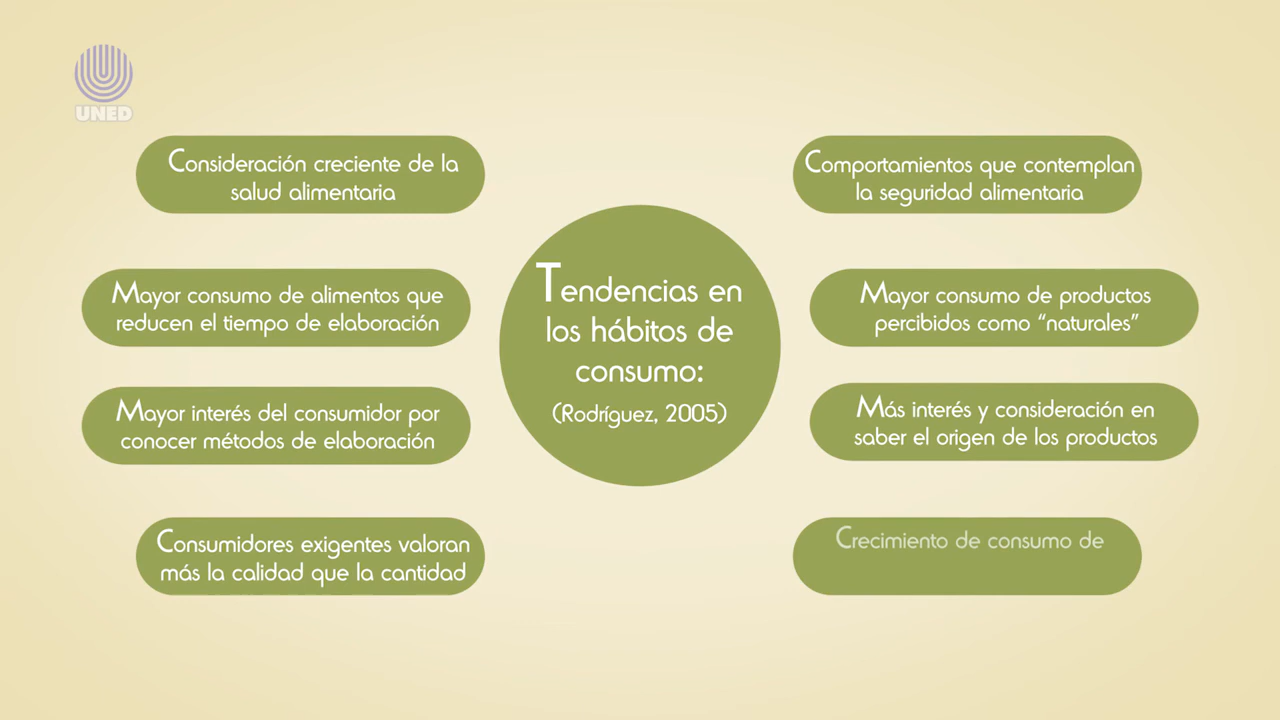 UNED
Consideración creciente de la
salud alimentaria
Mayor consumo de alimentos que
reducen el tiempo de elaboración
Mayor interés del consumidor por
conocer métodos de elaboración
Consumidores exigentes valoran
más la calidad que la cantidad
Tendencias en
los hábitos de
consumo:
(Rodríguez, 2005)
Comportamientos que contemplan
la seguridad alimentaria
Mayor consumo de productos
percibidos como “naturales”
Más interés y consideración en
saber el origen de los productos
Crecimiento de consumo de